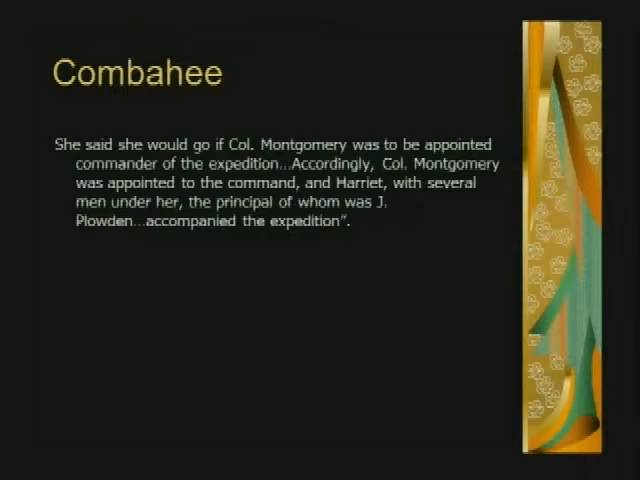 Combahee
She said she would go if Col. Montgomery was to be appointed
commander of the expedition...Accordingly, Col. Montgomery
was appointed to the command, and Harriet, with several
men under her, the principal of whom was J.
Plowden...accompanied the expedition”.